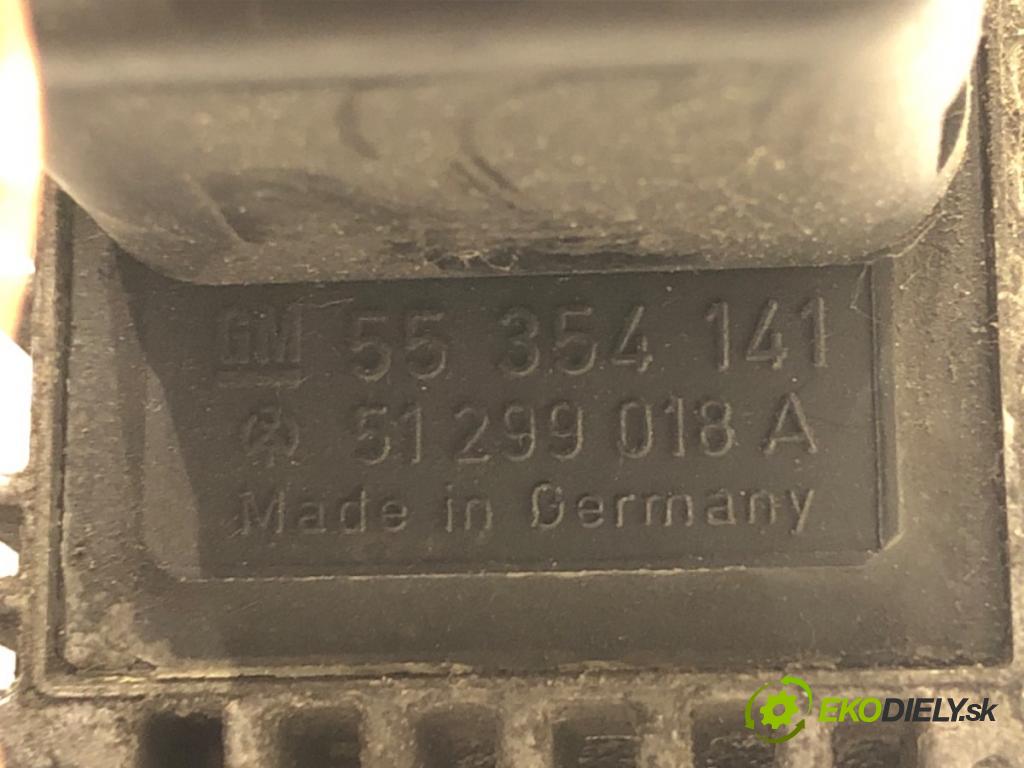 GM 55 354 141
51 299 018 A
Made in Germany
EKODIELY.sk